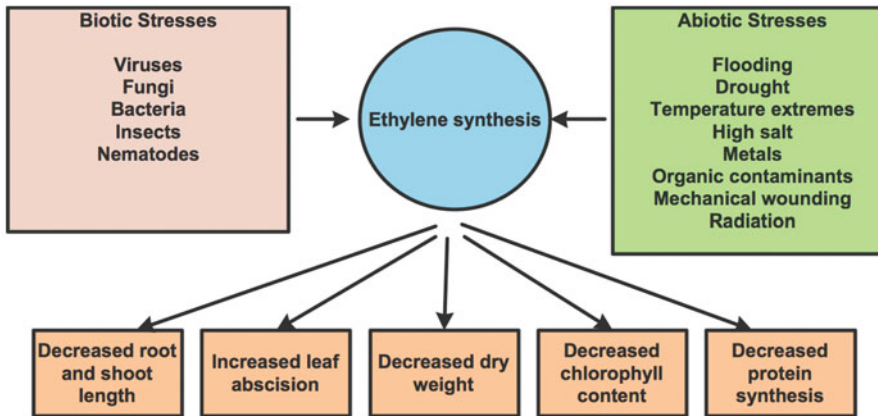 Biotic Stresses
Viruses
Fungi
Bacteria
Insects
Nematodes
Ethylene synthesis
Abiotic Stresses
Flooding
Drought
Temperature extremes
High salt
Metals
Organic contaminants
Mechanical wounding
Radiation
Decreased root
and shoot
length
Increased leaf
abscision
Decreased dry
weight
Decreased
chlorophyll
content
Decreased
protein
synthesis